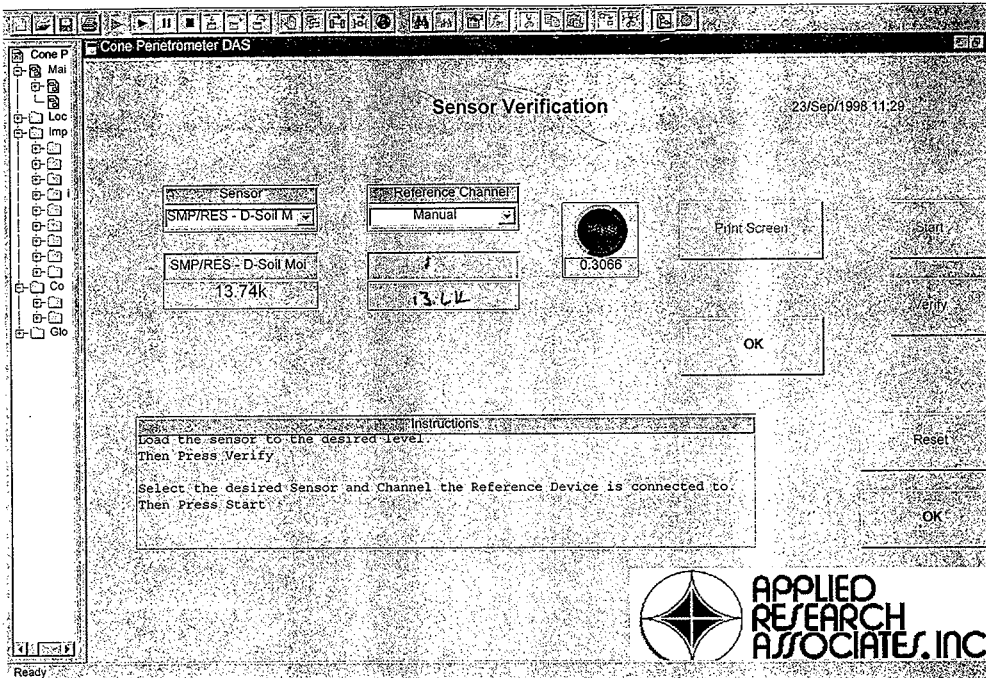 Cone Penetrometer DAS
Cone P
Mai
Loc
Imp
Co
Glo
Sensor Verification
23/Sep/1998 11:29
Sensor
Reference Channel
SMP/RES - D-Soil M
Manual
SMP/RES - D-Soil Moi
13.74k
0.3066
Print Screen
Start
Verify
OK
Instructions
Load the sensor to the desired level.
Then Press Verify
Select the desired Sensor and Channel the Reference Device is connected to.
Then Press Start
Reset
OK
APPLIED
RESEARCH
ASSOCIATES, INC
Ready